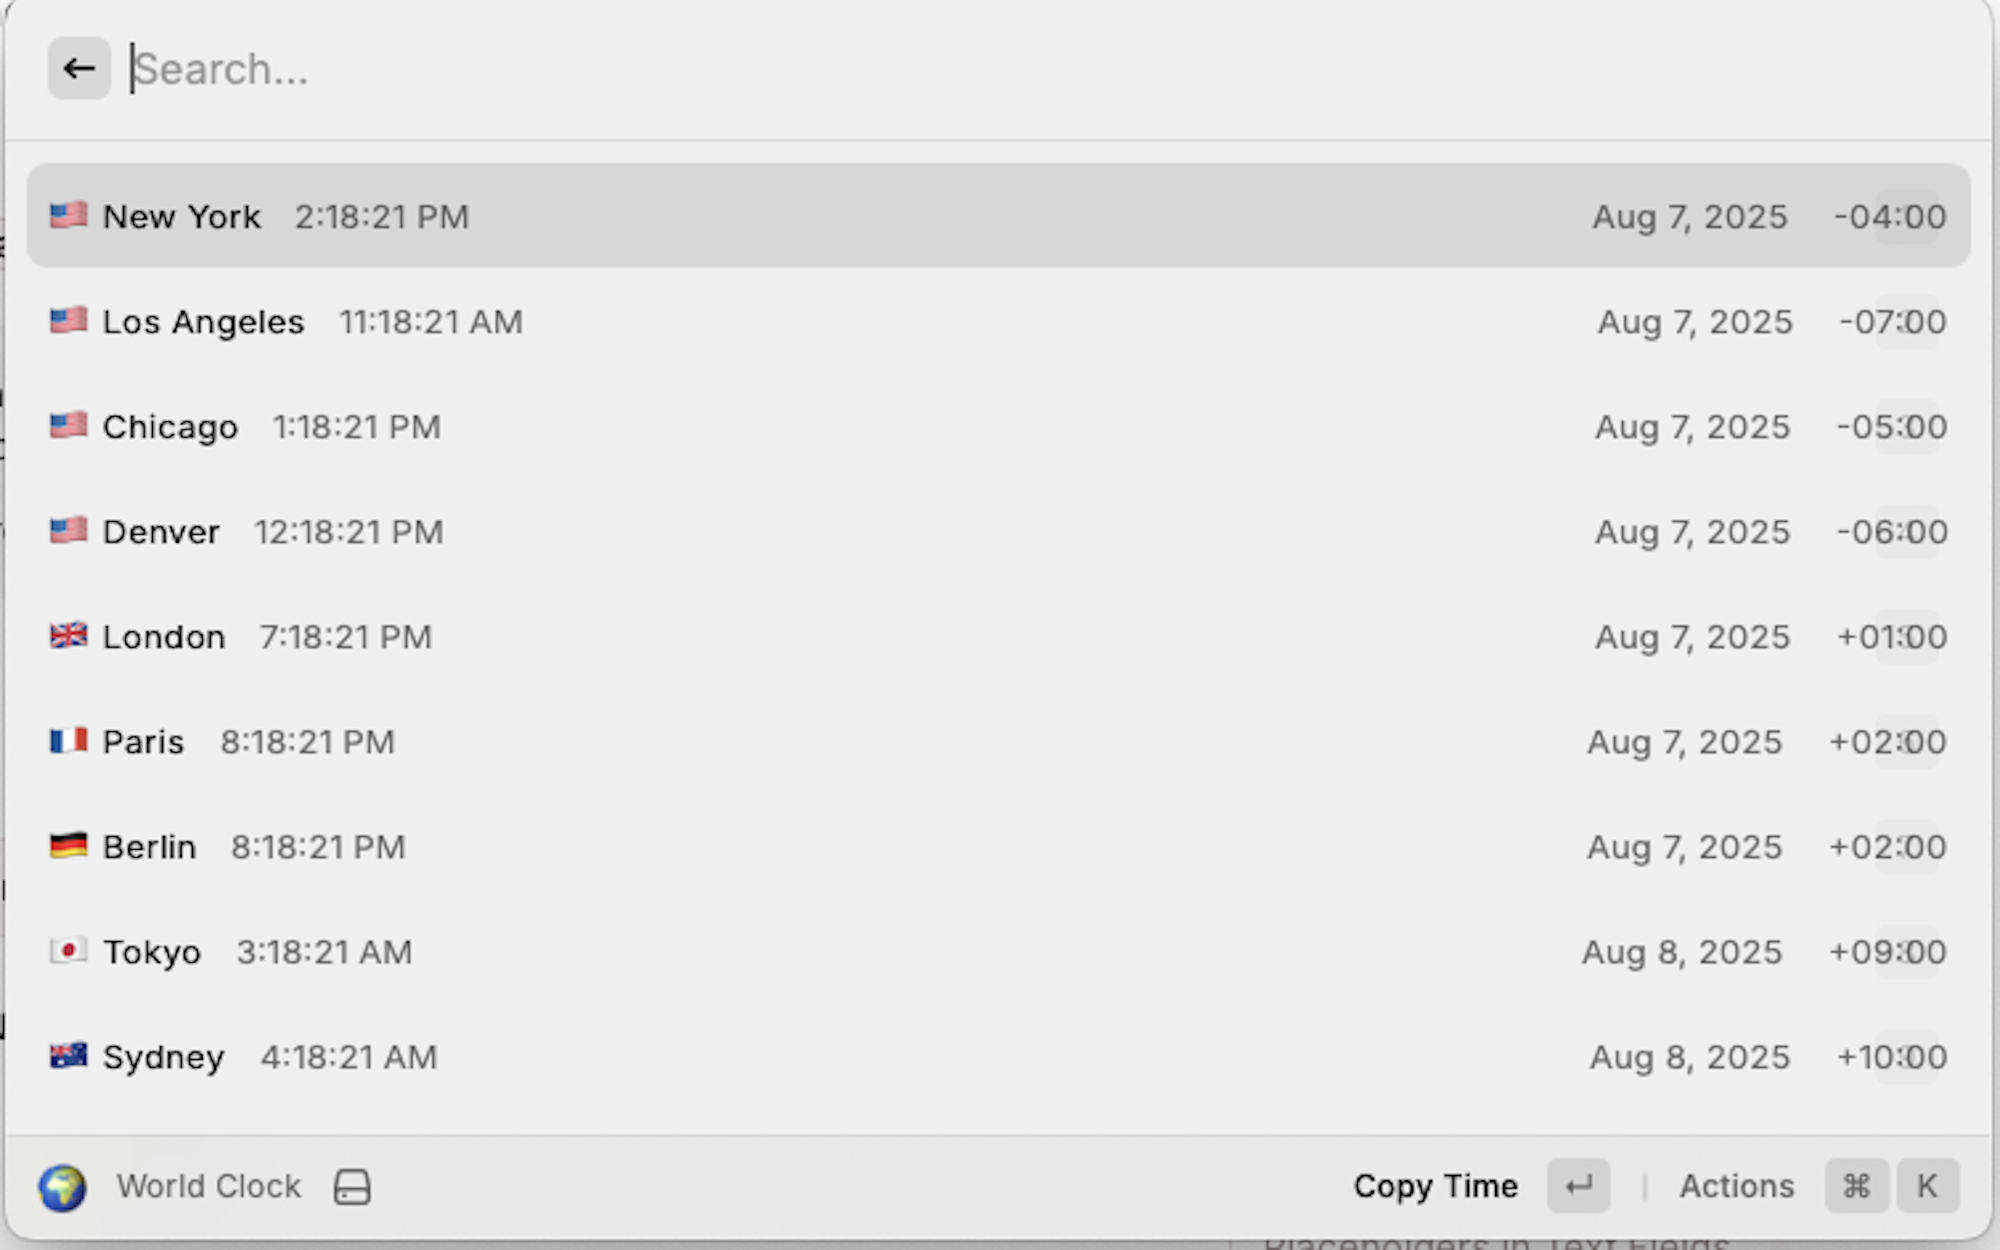 Search...
New York 2:18:21 PM Aug 7, 2025 -04:00
Los Angeles 11:18:21 AM Aug 7, 2025 -07:00
Chicago 1:18:21 PM Aug 7, 2025 -05:00
Denver 12:18:21 PM Aug 7, 2025 -06:00
London 7:18:21 PM Aug 7, 2025 +01:00
Paris 8:18:21 PM Aug 7, 2025 +02:00
Berlin 8:18:21 PM Aug 7, 2025 +02:00
Tokyo 3:18:21 AM Aug 8, 2025 +09:00
Sydney 4:18:21 AM Aug 8, 2025 +10:00
World Clock Copy Time ↵ | Actions ⌘ K
Placeholders in Text Fields